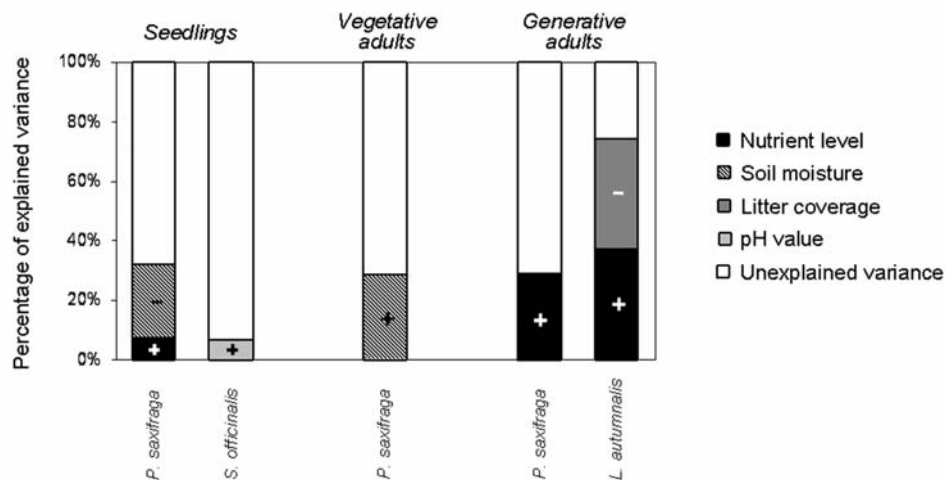 Seedlings
Vegetative
adults
Generative
adults
Percentage of explained variance
100%
80%
60%
40%
20%
0%
−
+
+
+
+
−
+
P. saxifraga
S. officinalis
P. saxifraga
P. saxifraga
L. autumnalis
Nutrient level
Soil moisture
Litter coverage
pH value
Unexplained variance